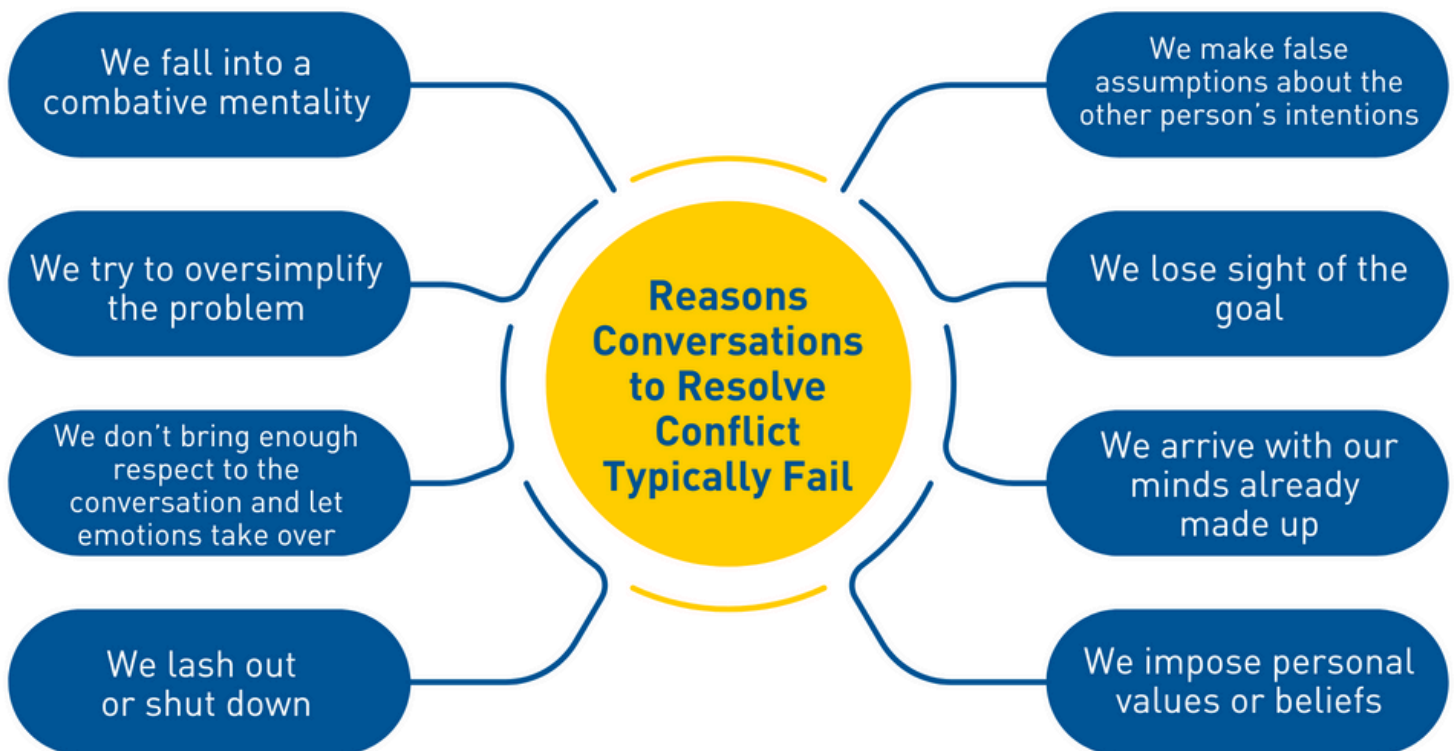 We fall into a
combative mentality
We try to oversimplify
the problem
We don't bring enough
respect to the
conversation and let
emotions take over
We lash out
or shut down
Reasons
Conversations
to Resolve
Conflict
Typically Fail
We make false
assumptions about the
other person's intentions
We lose sight of the
goal
We arrive with our
minds already
made up
We impose personal
values or beliefs